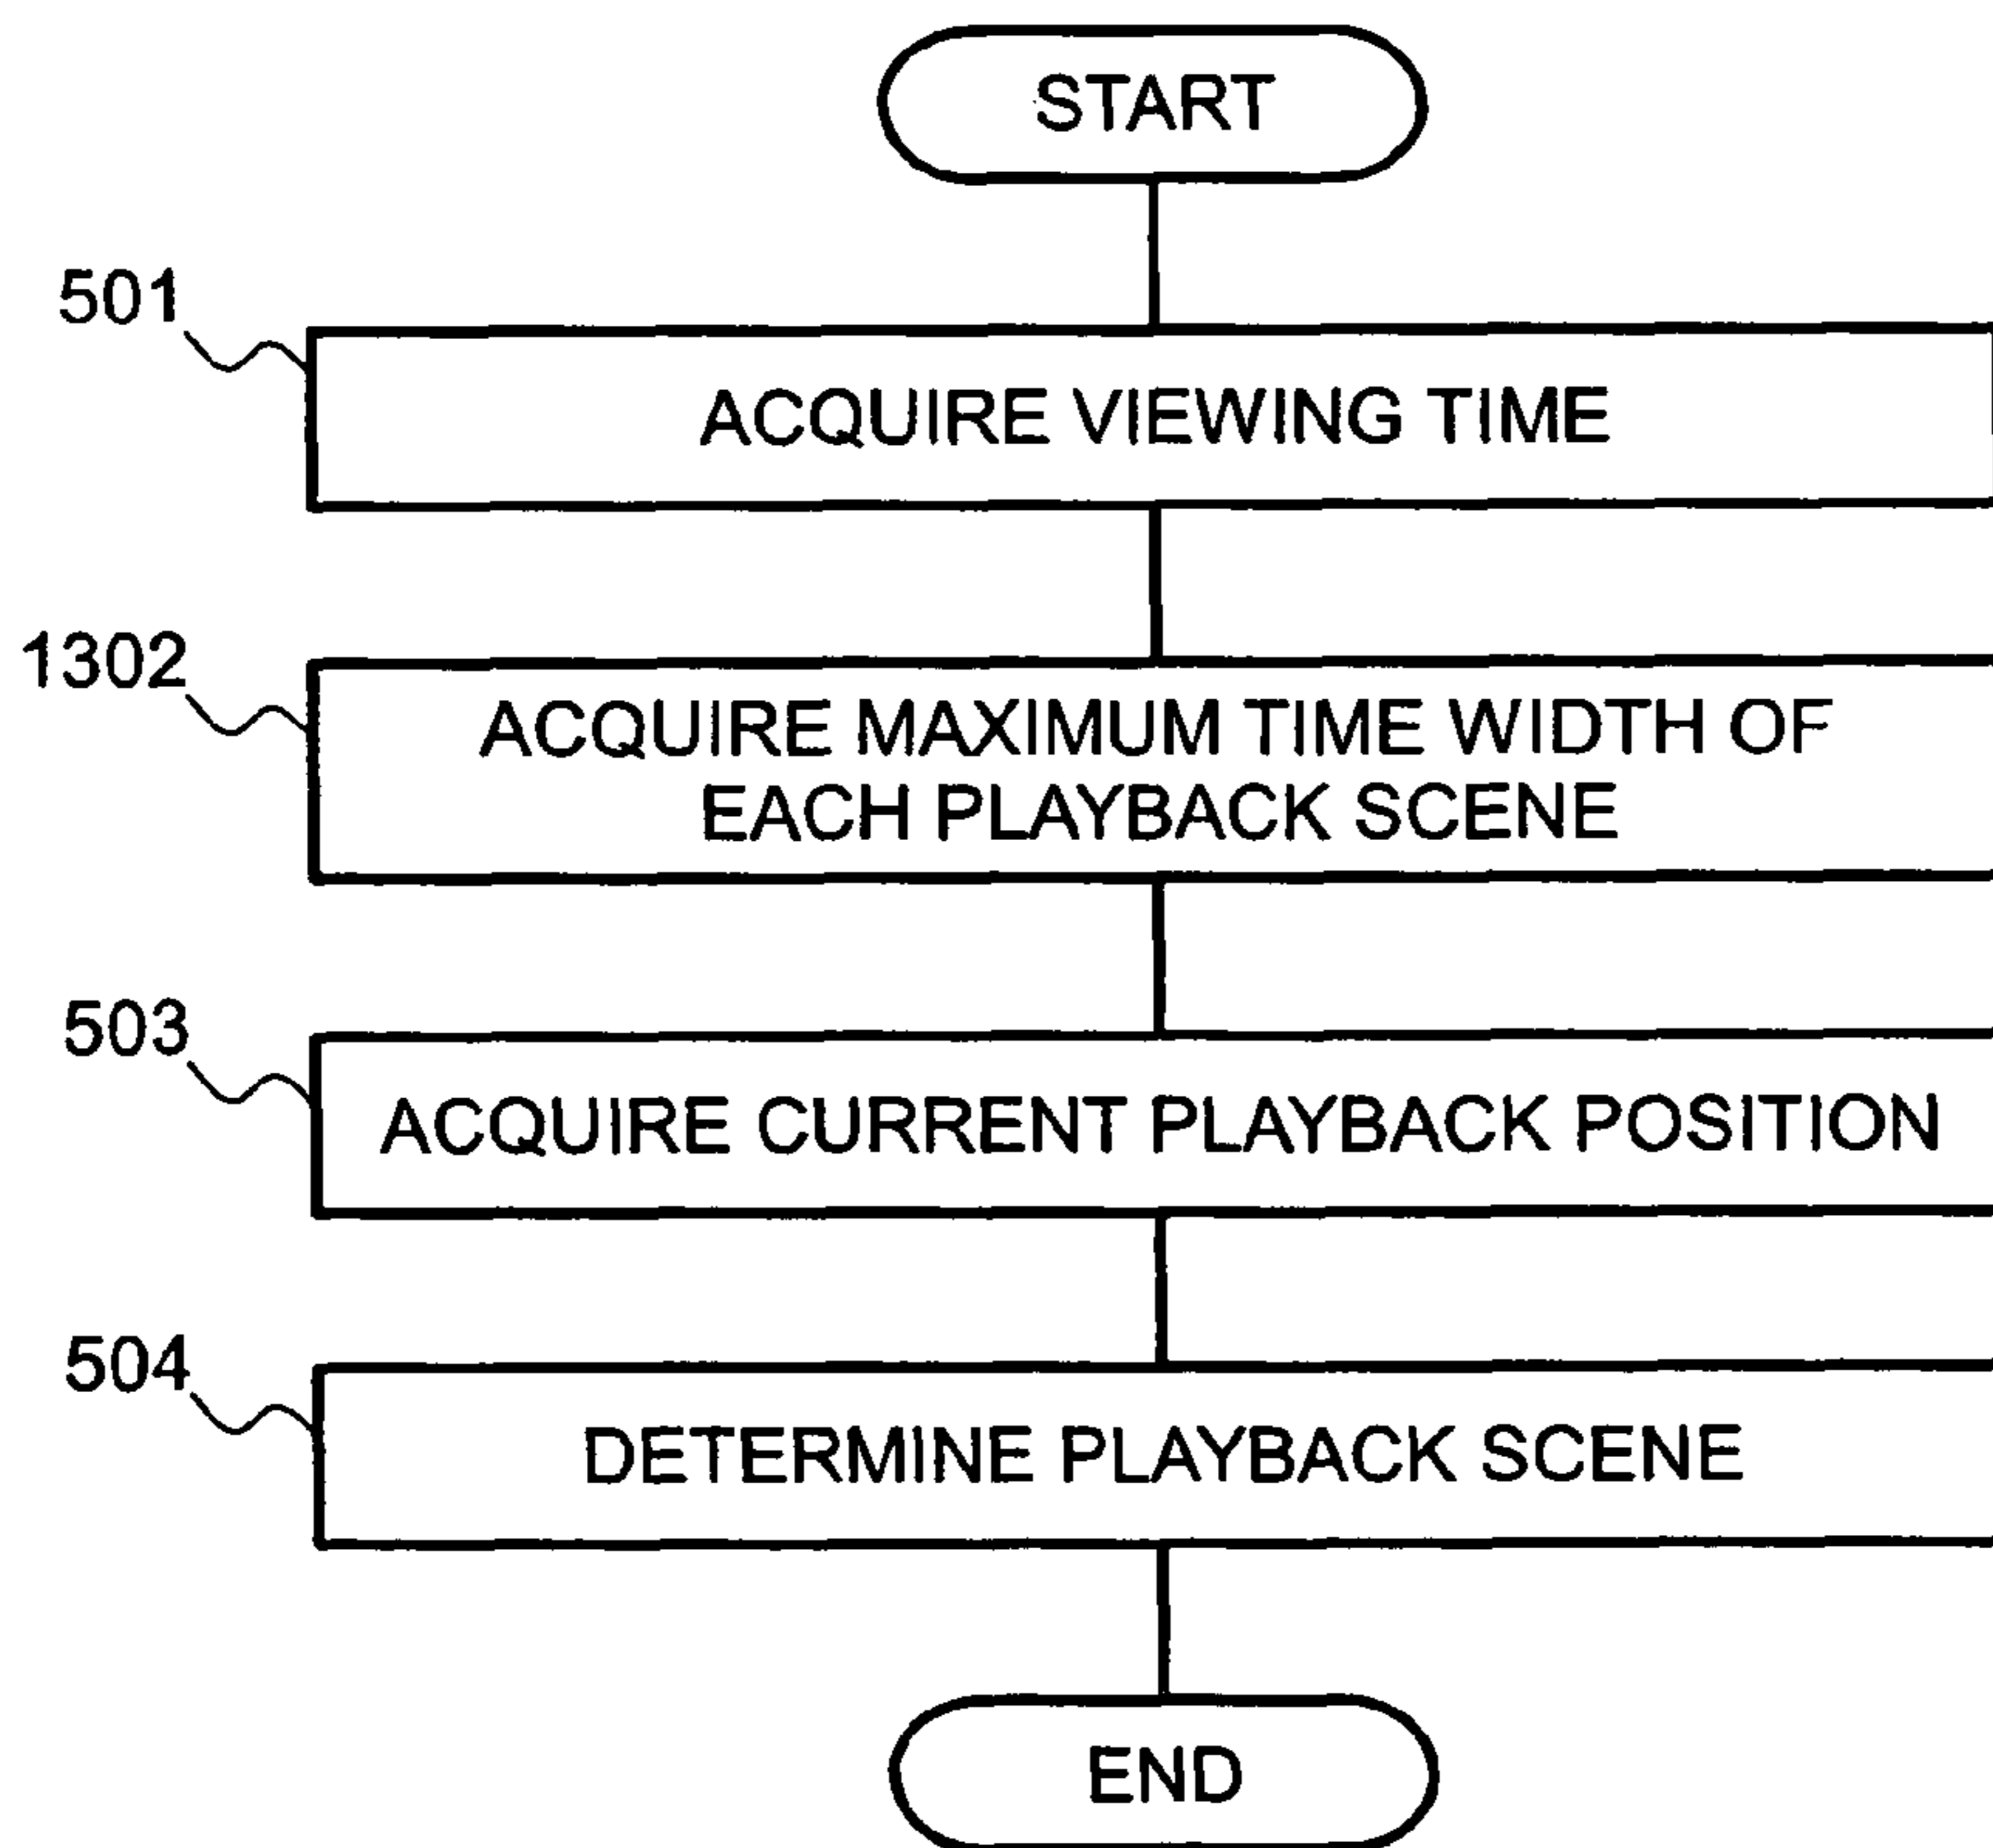 START
501
ACQUIRE VIEWING TIME
1302
ACQUIRE MAXIMUM TIME WIDTH OF
EACH PLAYBACK SCENE
503
ACQUIRE CURRENT PLAYBACK POSITION
504
DETERMINE PLAYBACK SCENE
END